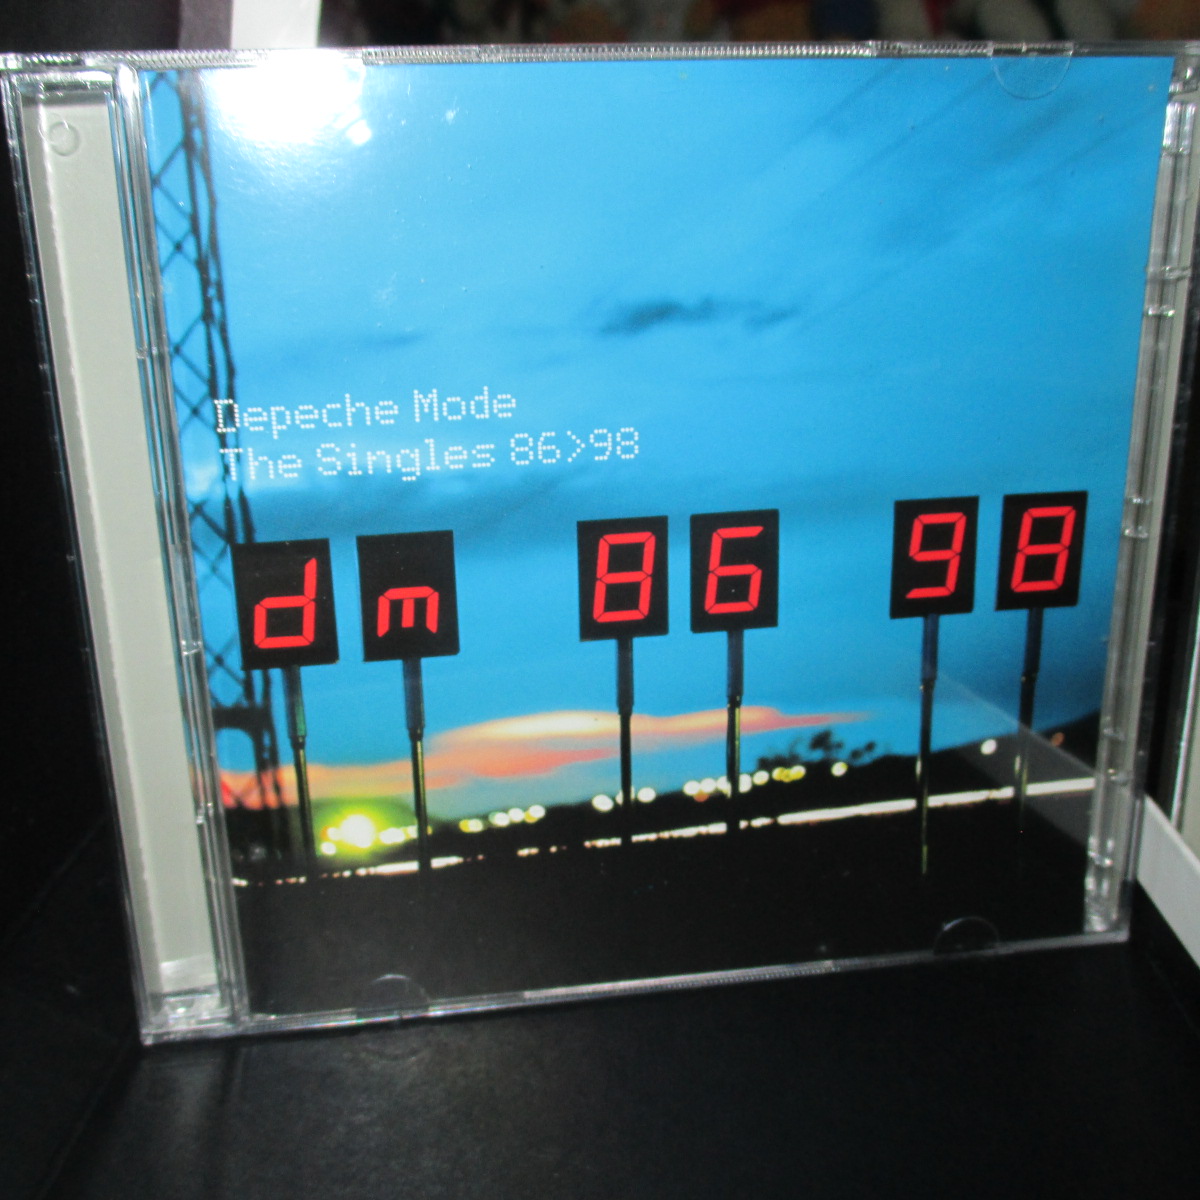 Depeche Mode
The Singles 86>98
dm 86 98